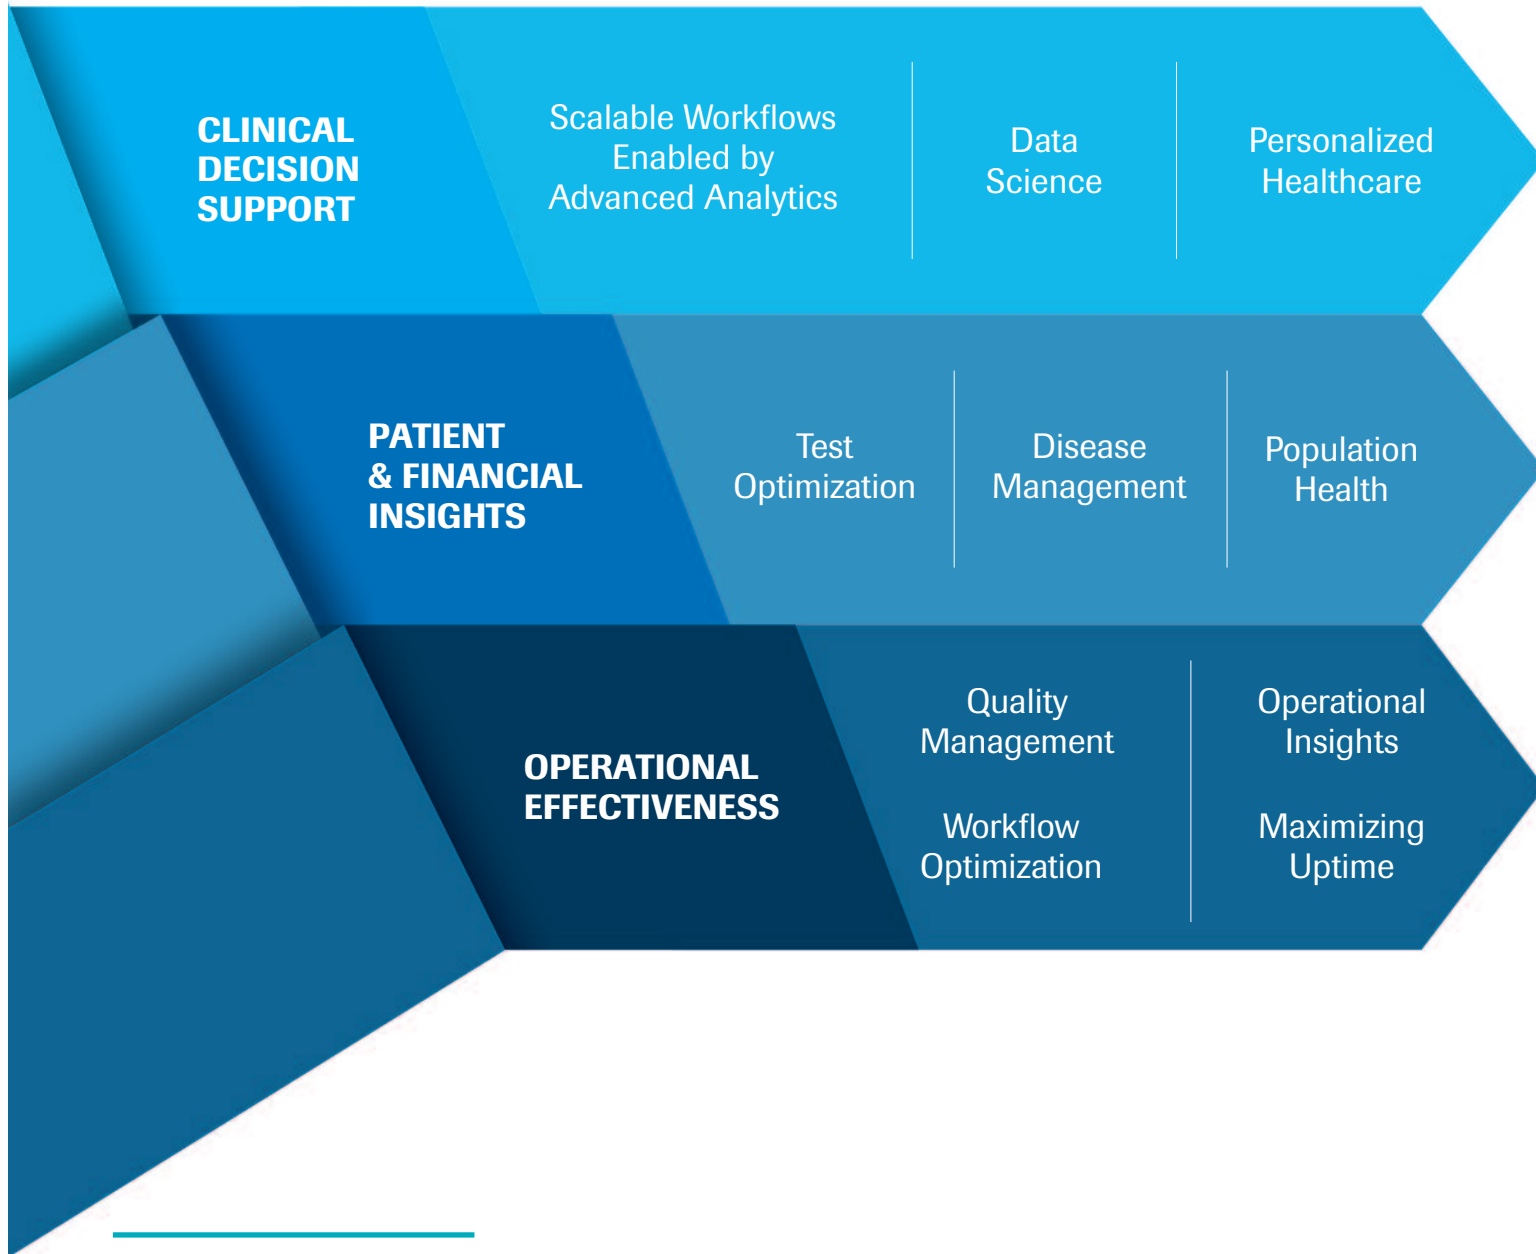 CLINICAL
DECISION
SUPPORT
Scalable Workflows
Enabled by
Advanced Analytics
Data
Science
Personalized
Healthcare
PATIENT
& FINANCIAL
INSIGHTS
Test
Optimization
Disease
Management
Population
Health
OPERATIONAL
EFFECTIVENESS
Quality
Management
Workflow
Optimization
Operational
Insights
Maximizing
Uptime